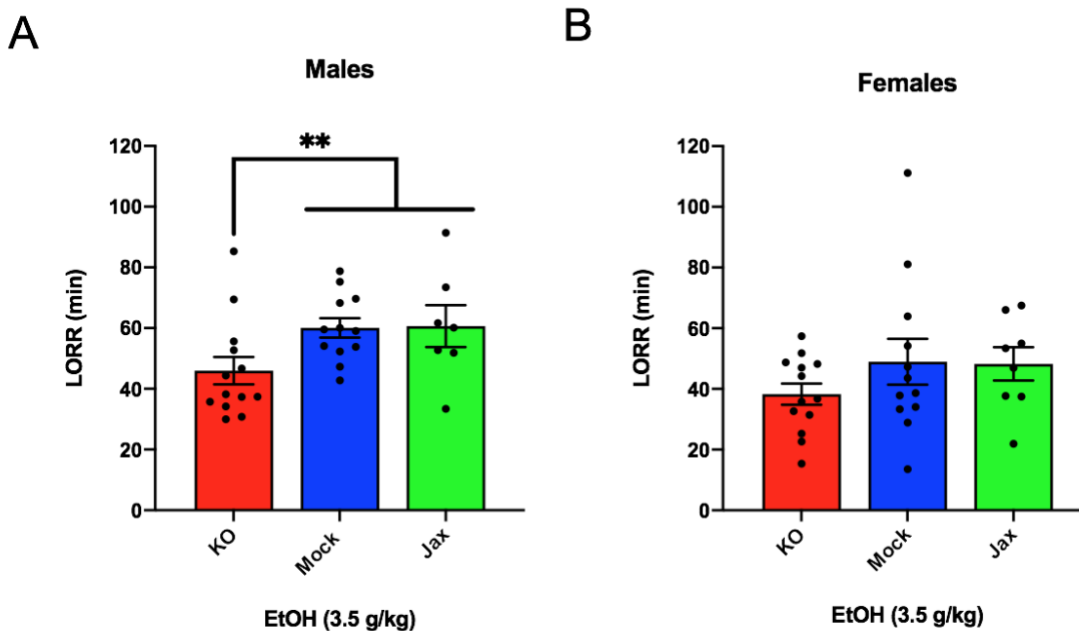 A
Males
**
LORR (min)
120
100
80
60
40
20
0
KO
Mock
Jax
EtOH (3.5 g/kg)
B
Females
LORR (min)
120
100
80
60
40
20
0
KO
Mock
Jax
EtOH (3.5 g/kg)